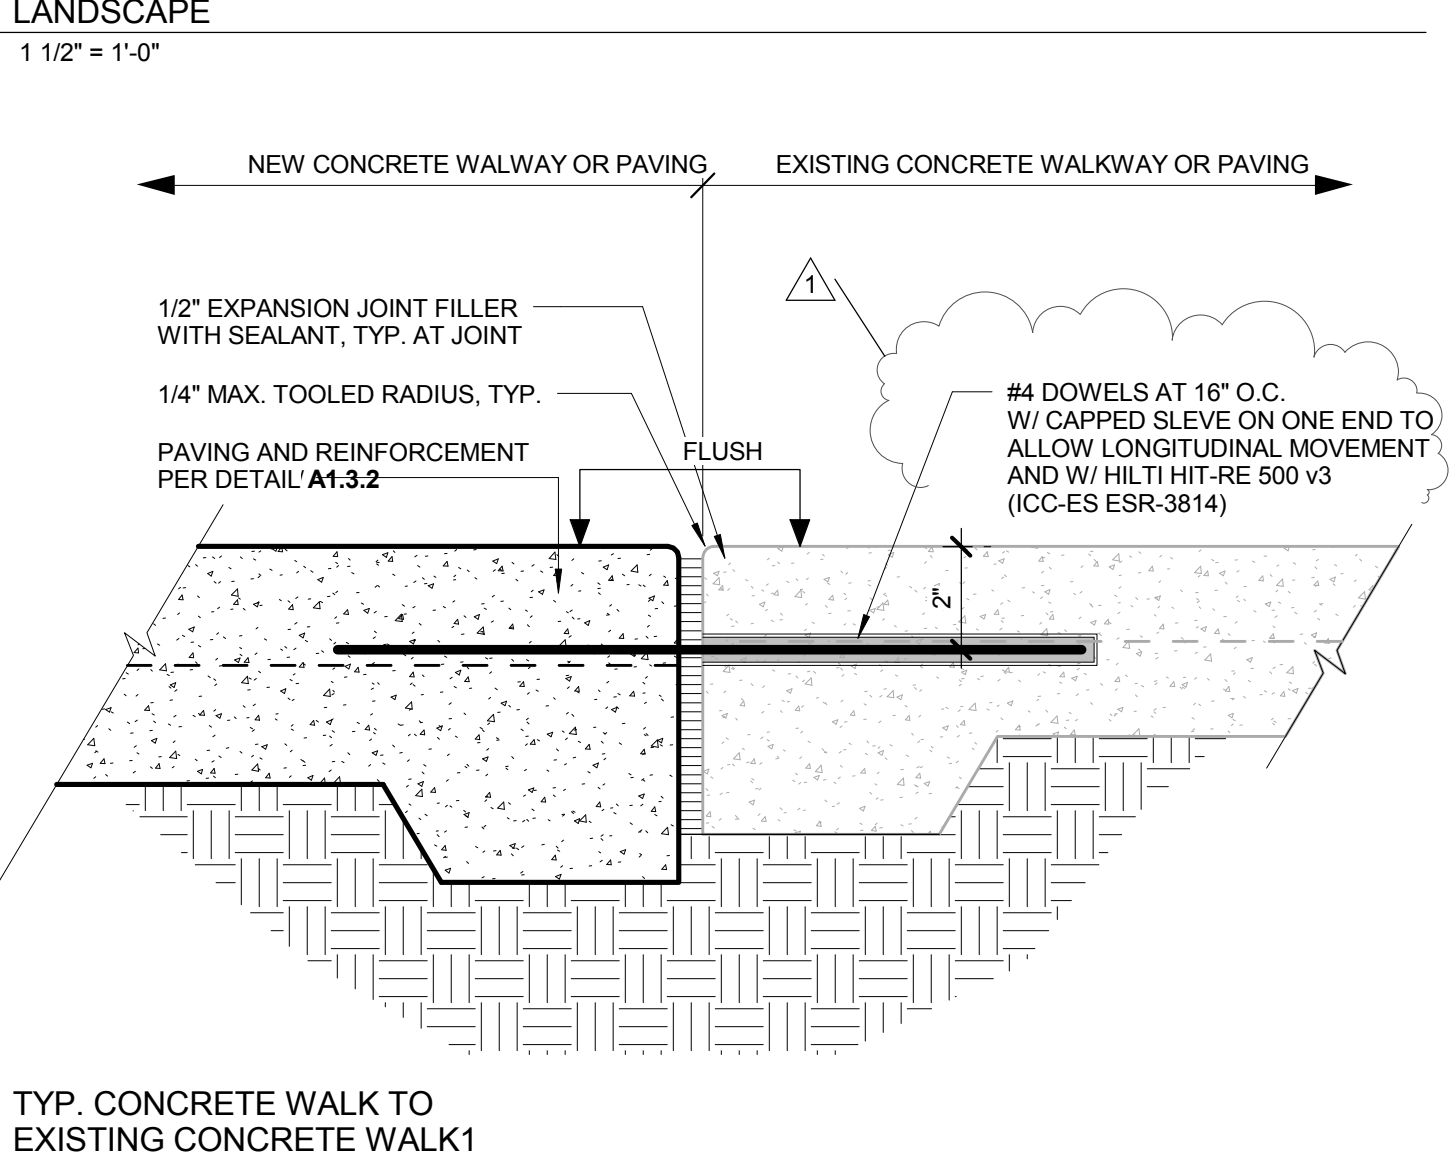 LANDSCAPE
1 1/2" = 1'-0"
NEW CONCRETE WALWAY OR PAVING
EXISTING CONCRETE WALKWAY OR PAVING
1
1/2" EXPANSION JOINT FILLER
WITH SEALANT, TYP. AT JOINT
1/4" MAX. TOOLED RADIUS, TYP.
PAVING AND REINFORCEMENT
PER DETAIL/ A1.3.2
FLUSH
#4 DOWELS AT 16" O.C.
W/ CAPPED SLEVE ON ONE END TO
ALLOW LONGITUDINAL MOVEMENT
AND W/ HILTI HIT-RE 500 v3
(ICC-ES ESR-3814)
2"
TYP. CONCRETE WALK TO
EXISTING CONCRETE WALK1